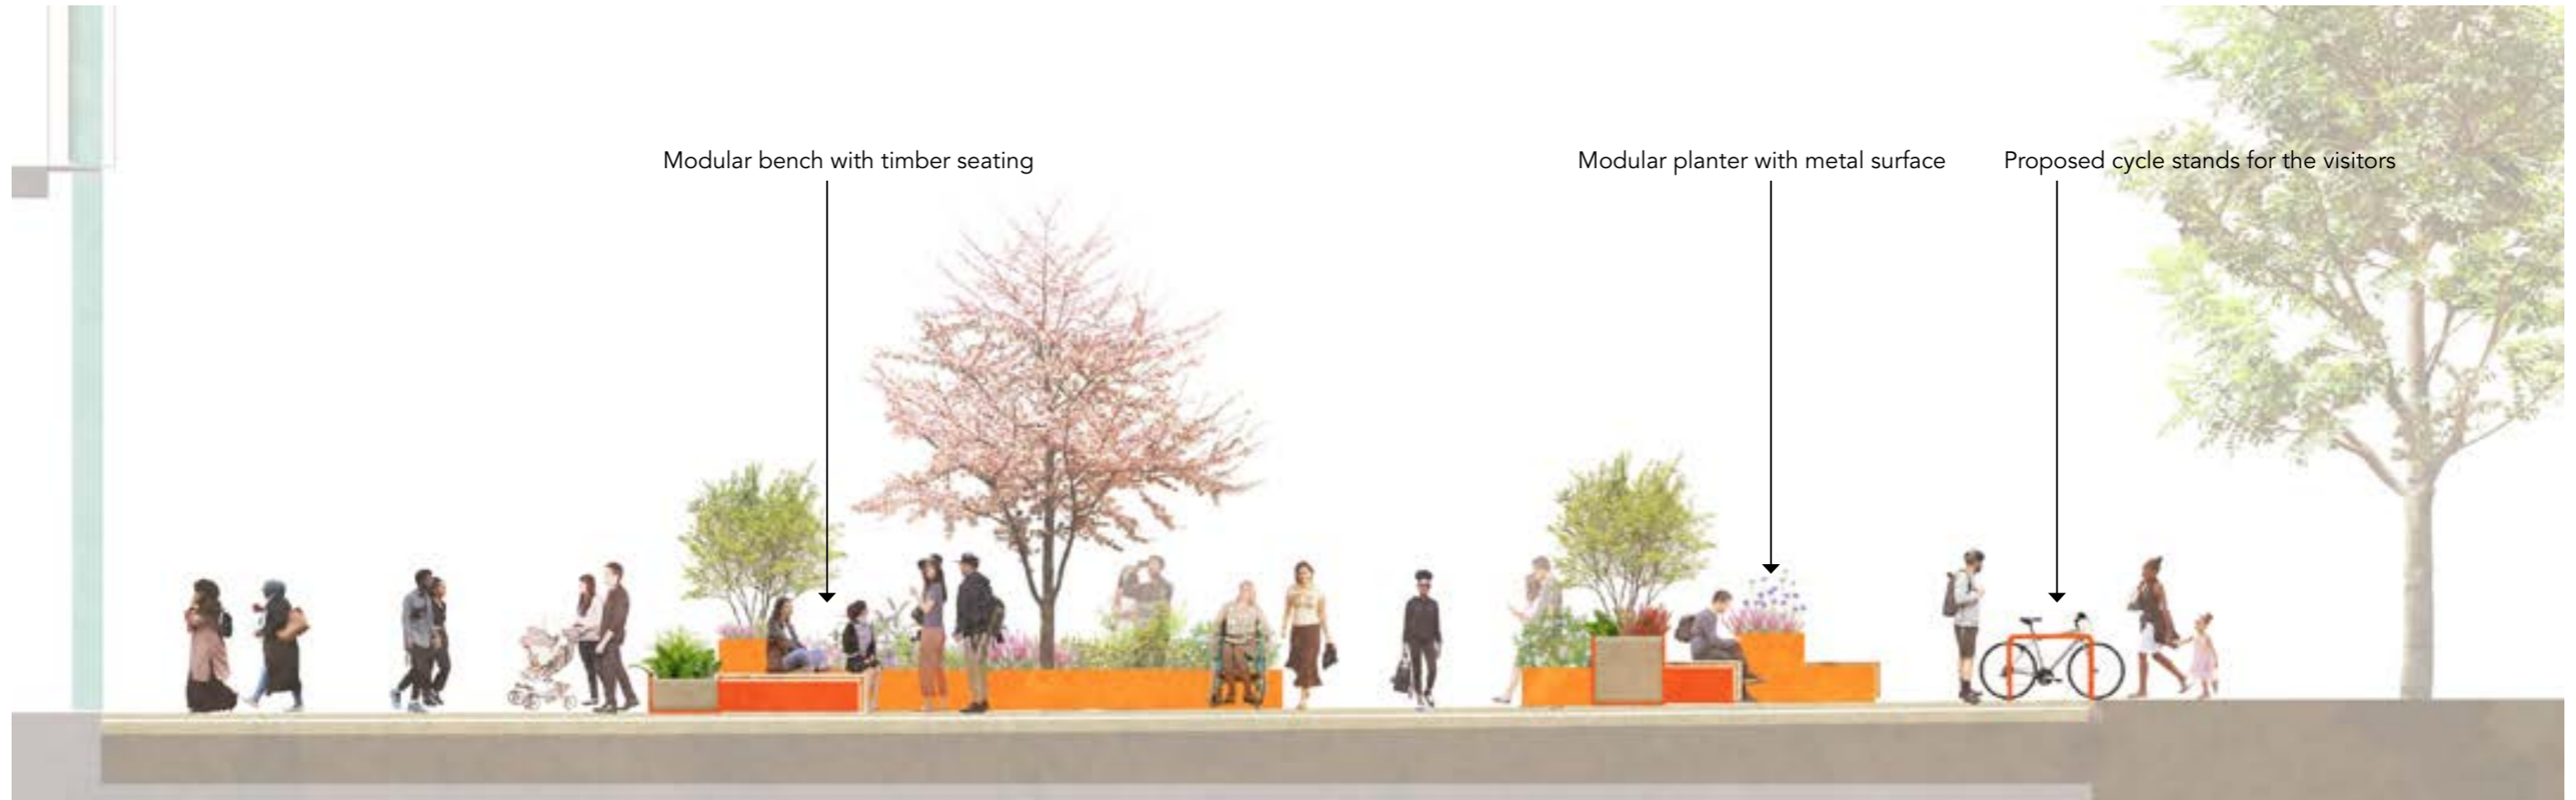 Modular bench with timber seating
Modular planter with metal surface
Proposed cycle stands for the visitors